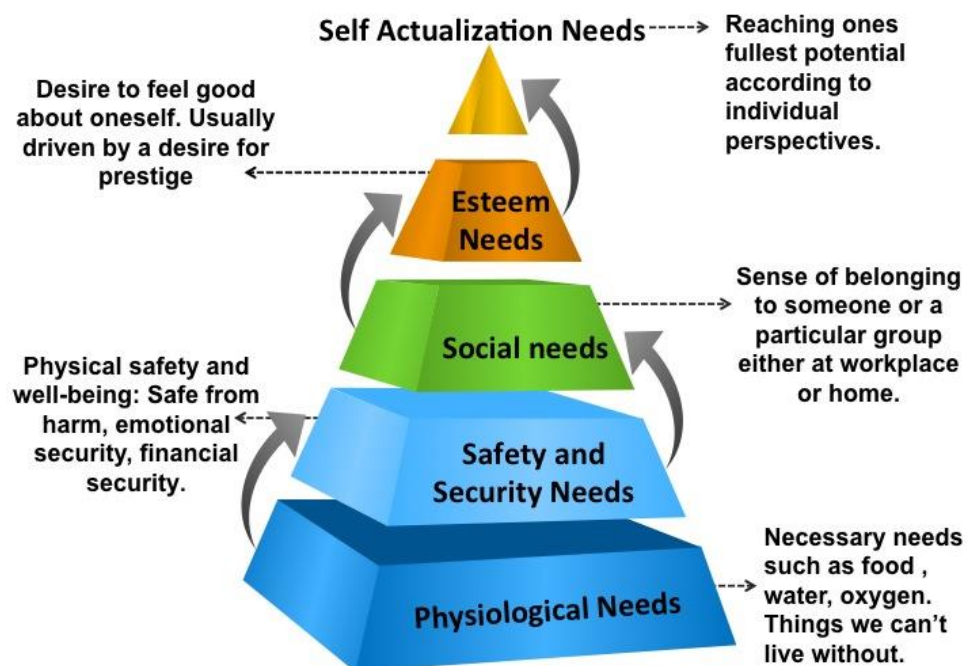 Self Actualization Needs
Reaching ones
fullest potential
according to
individual
perspectives.
Desire to feel good
about oneself. Usually
driven by a desire for
prestige
Esteem
Needs
Sense of belonging
to someone or a
particular group
either at workplace
or home.
Social needs
Physical safety and
well-being: Safe from
harm, emotional
security, financial
security.
Safety and
Security Needs
Necessary needs
such as food ,
water, oxygen.
Things we can't
live without.
Physiological Needs